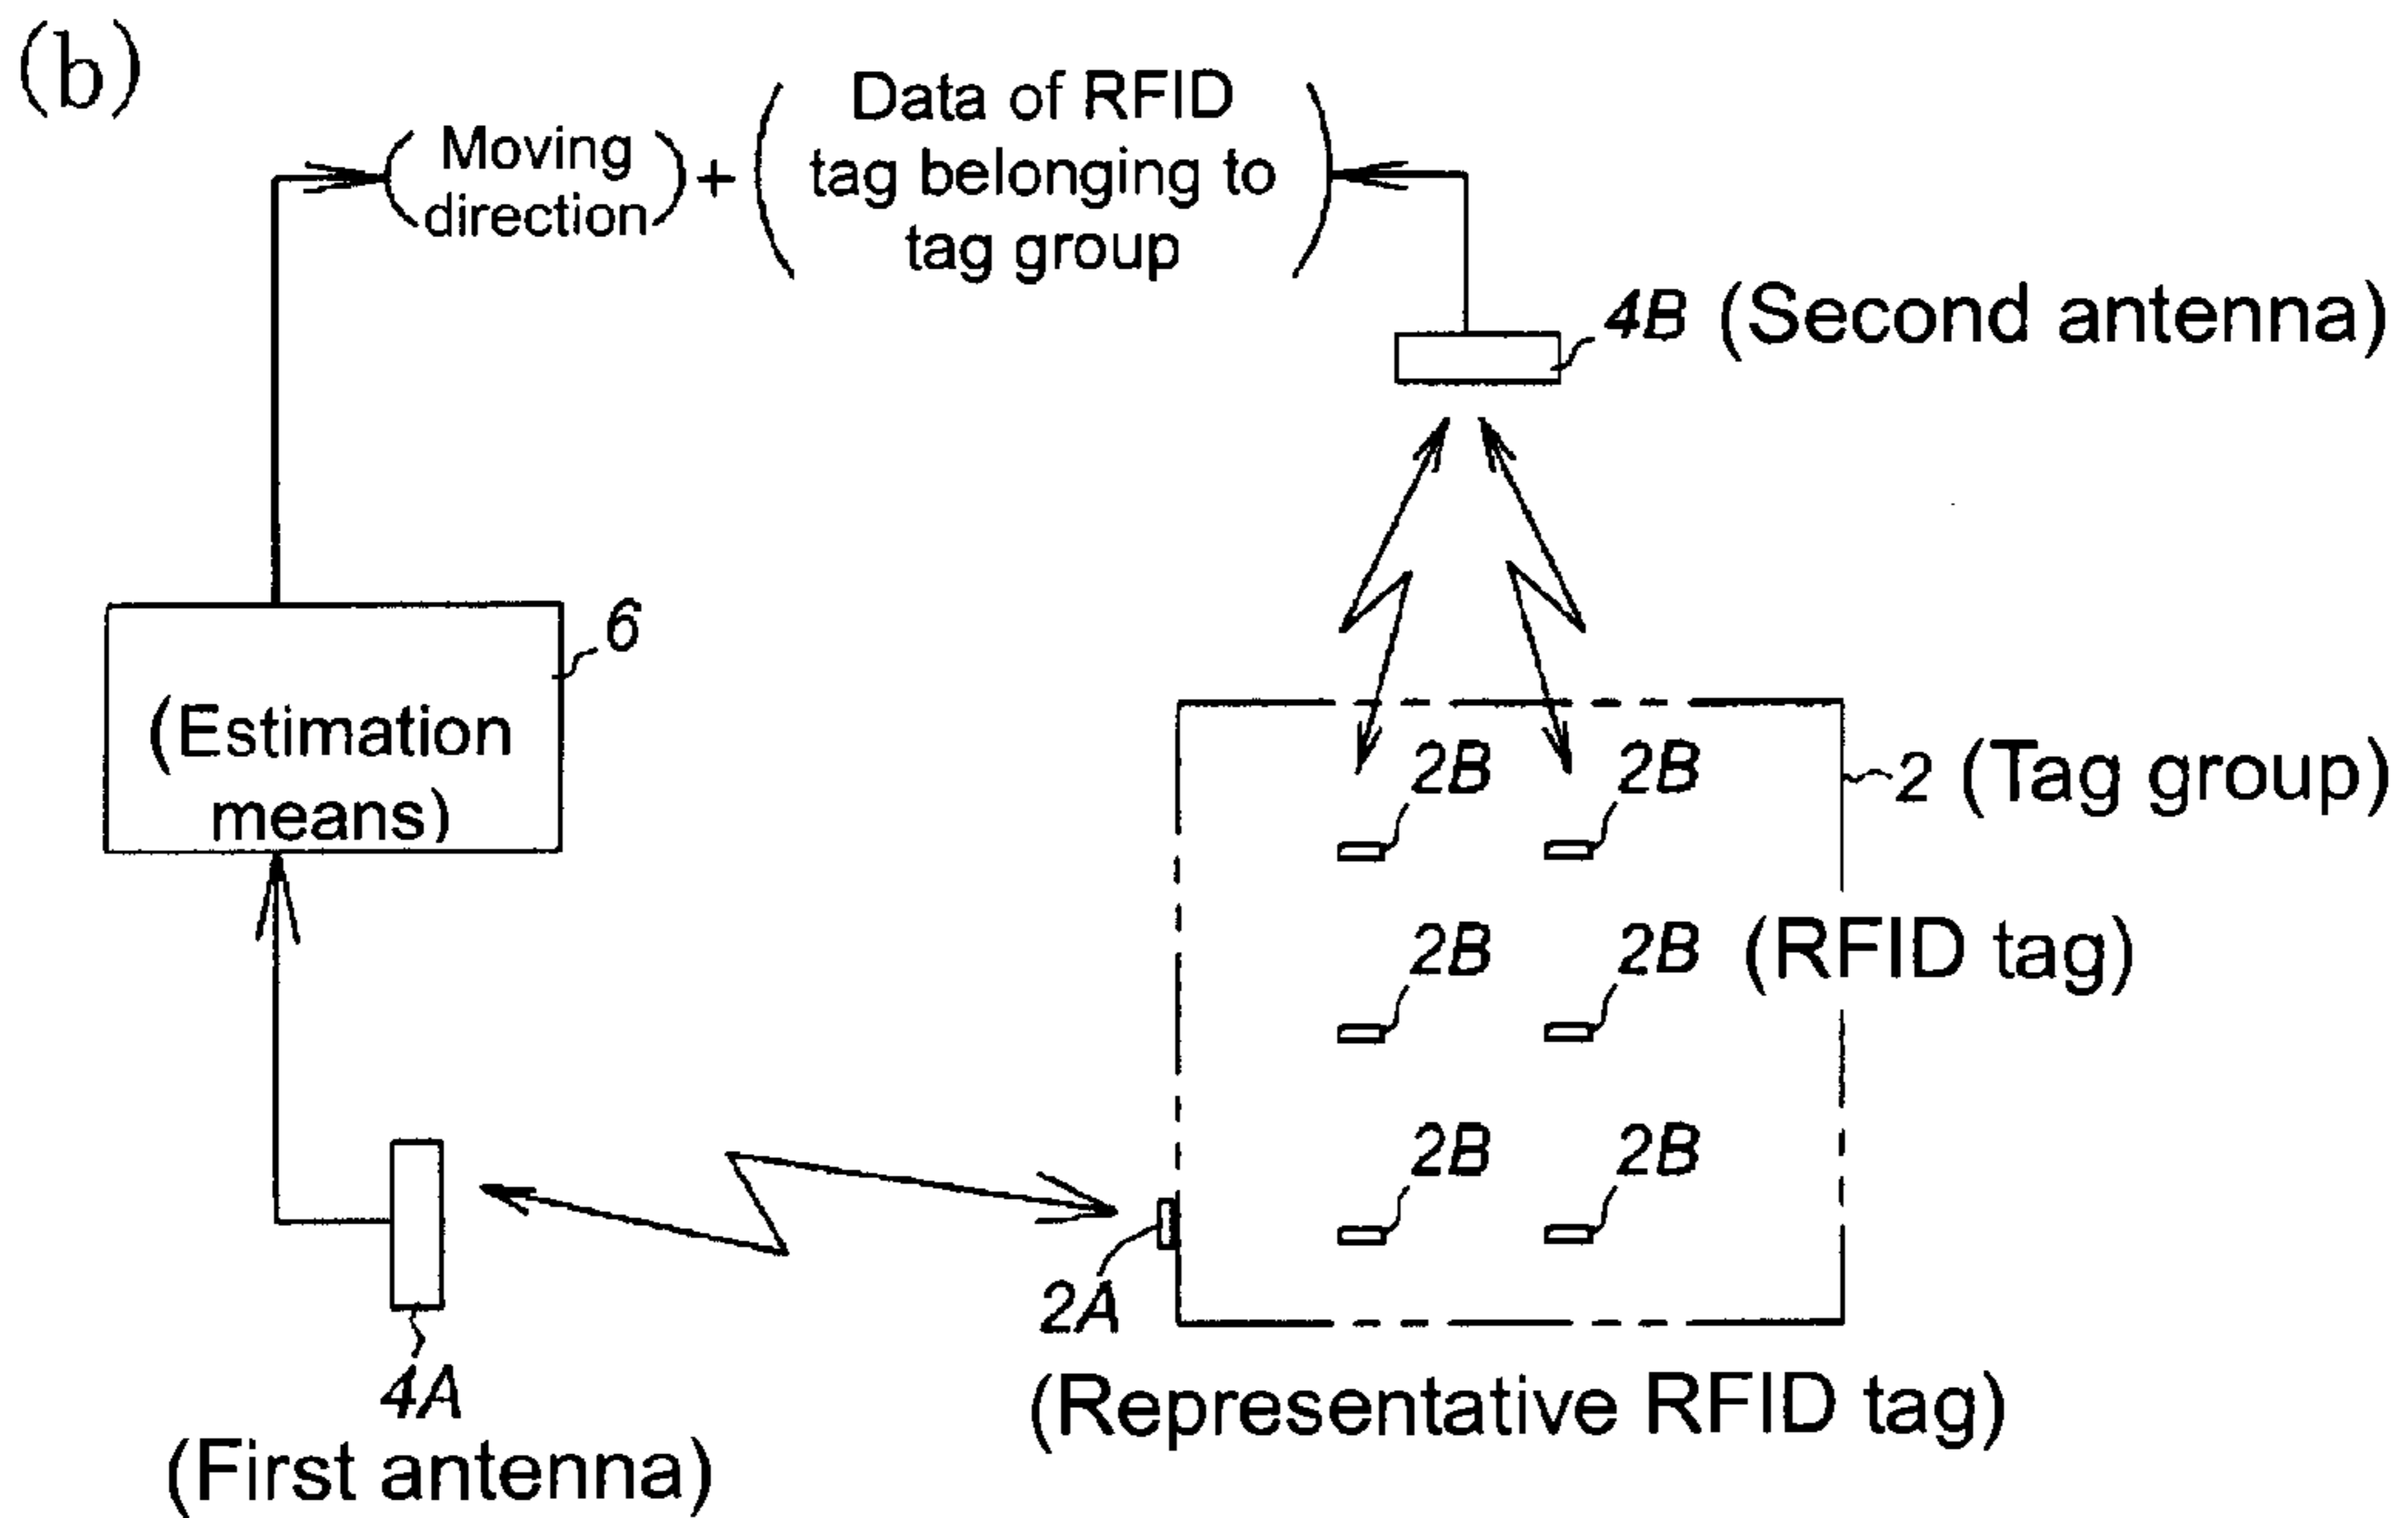 (b)
(Moving direction) + (Data of RFID tag belonging to tag group)
4B (Second antenna)
6
(Estimation
means)
2B 2B
2 (Tag group)
2B 2B (RFID tag)
2B 2B
2A
(Representative RFID tag)
4A
(First antenna)